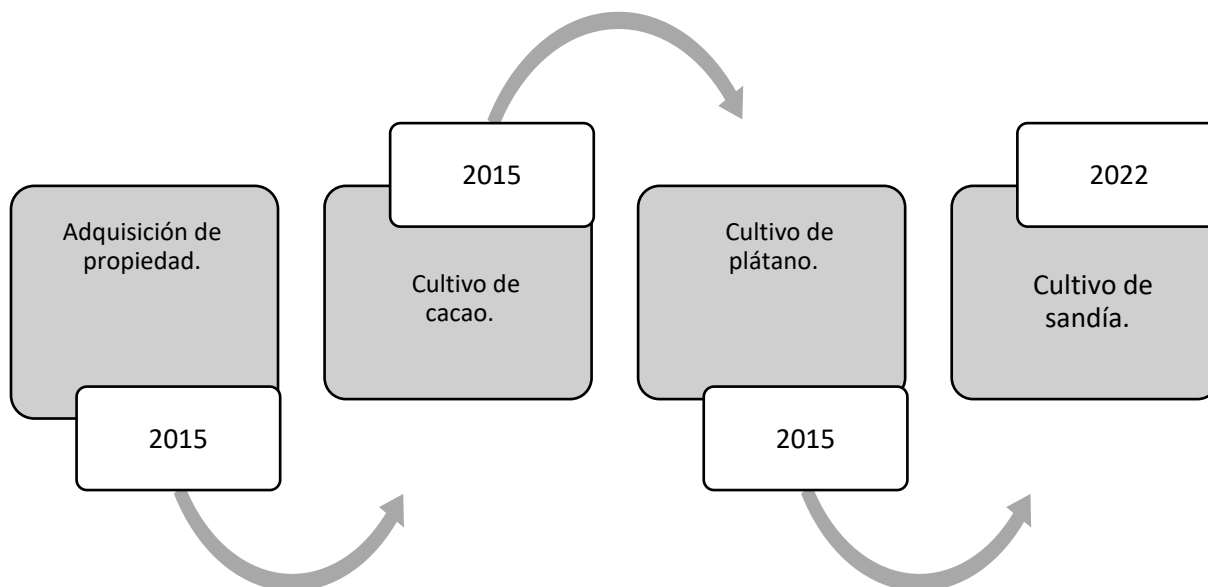 Adquisición de
propiedad.
2015
2015
Cultivo de
cacao.
Cultivo de
plátano.
2015
2022
Cultivo de
sandía.